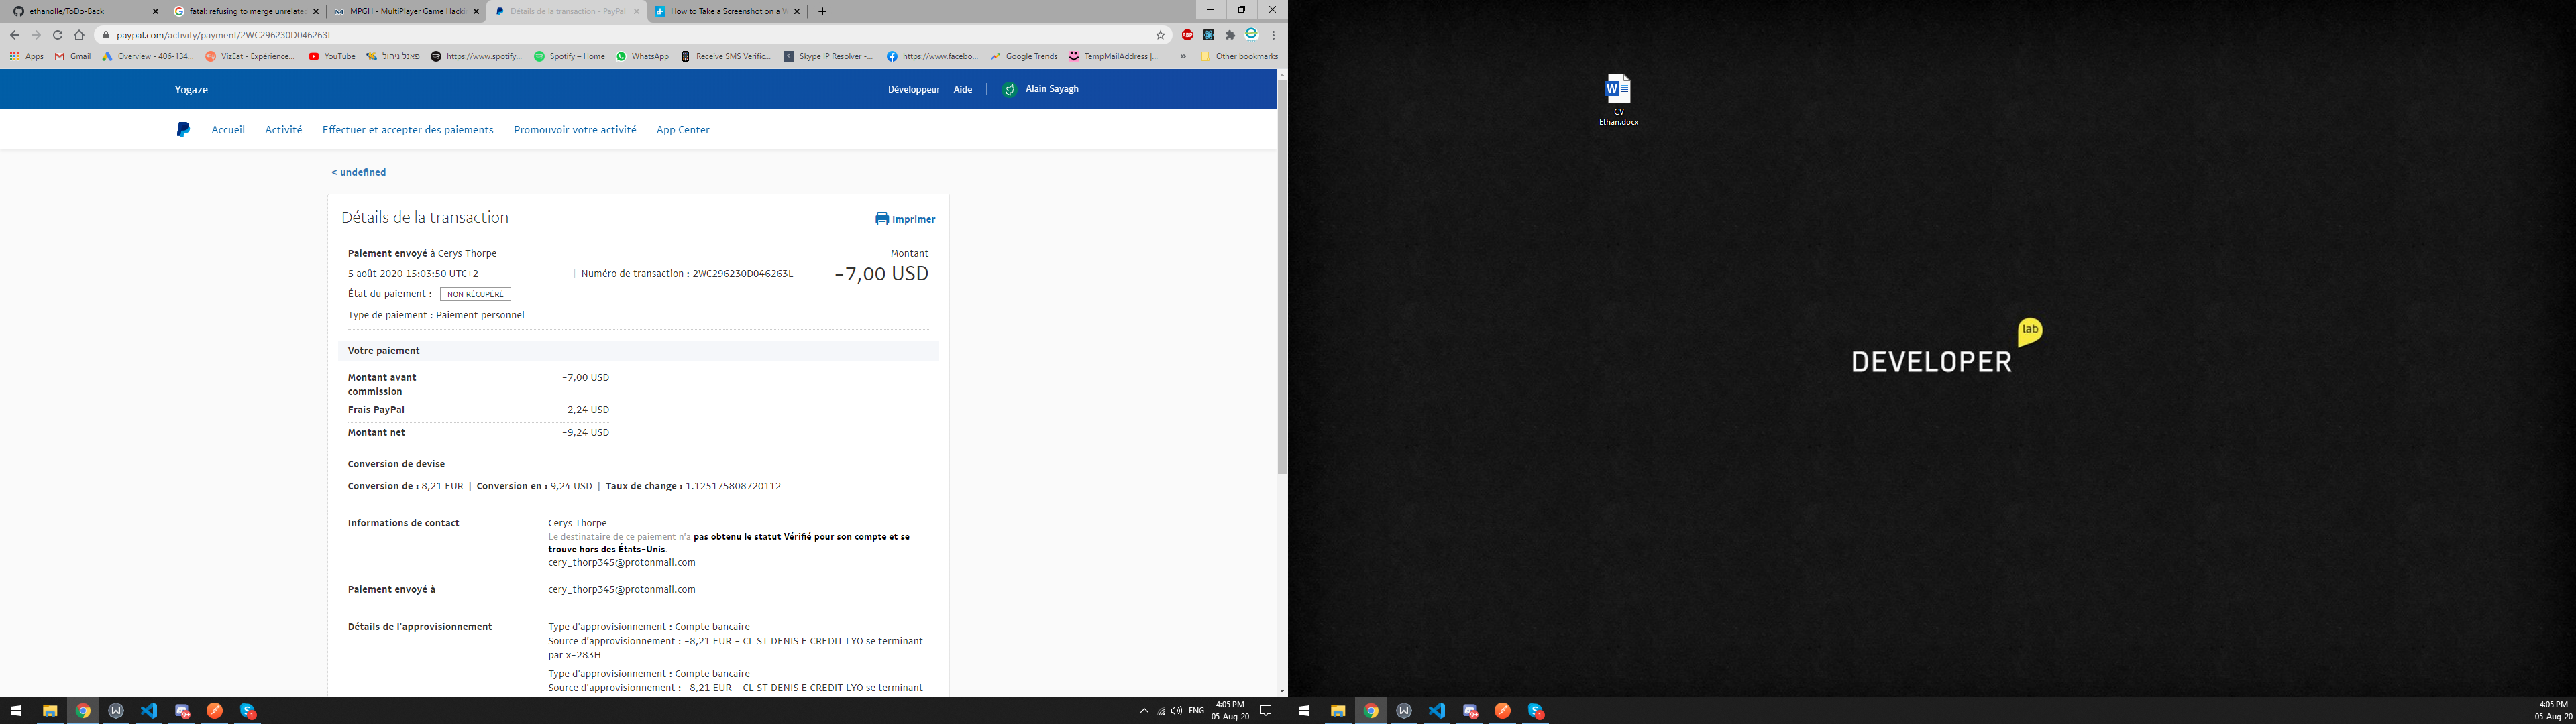 ethanolle/ToDo-Back
fatal: refusing to merge unrelate
MPGH - MultiPlayer Game Hacki
Détails de la transaction - PayPal
How to Take a Screenshot on a W
paypal.com/activity/payment/2WC296230D046263L
Apps
Gmail
Overview - 406-134...
VizEat - Expérience...
YouTube
פאנל ניהול
https://www.spotify...
Spotify – Home
WhatsApp
Receive SMS Verific...
Skype IP Resolver -...
https://www.facebo...
Google Trends
TempMailAddress |...
»
Other bookmarks
Yogaze
Développeur
Aide
Alain Sayagh
Accueil
Activité
Effectuer et accepter des paiements
Promouvoir votre activité
App Center
< undefined
Détails de la transaction
Imprimer
Paiement envoyé à Cerys Thorpe
Montant
5 août 2020 15:03:50 UTC+2 | Numéro de transaction : 2WC296230D046263L
-7,00 USD
État du paiement : NON RÉCUPÉRÉ
Type de paiement : Paiement personnel
Votre paiement
Montant avant commission -7,00 USD
Frais PayPal -2,24 USD
Montant net -9,24 USD
Conversion de devise
Conversion de : 8,21 EUR | Conversion en : 9,24 USD | Taux de change : 1.125175808720112
Informations de contact
Cerys Thorpe
Le destinataire de ce paiement n'a pas obtenu le statut Vérifié pour son compte et se
trouve hors des États-Unis.
cery_thorp345@protonmail.com
Paiement envoyé à cery_thorp345@protonmail.com
Détails de l'approvisionnement
Type d'approvisionnement : Compte bancaire
Source d'approvisionnement : -8,21 EUR - CL ST DENIS E CREDIT LYO se terminant
par x-283H
Type d'approvisionnement : Compte bancaire
Source d'approvisionnement : -8,21 EUR - CL ST DENIS E CREDIT LYO se terminant
ENG
4:05 PM
05-Aug-20
CV
Ethan.docx
DEVELOPER
lab
4:05 PM
05-Aug-20